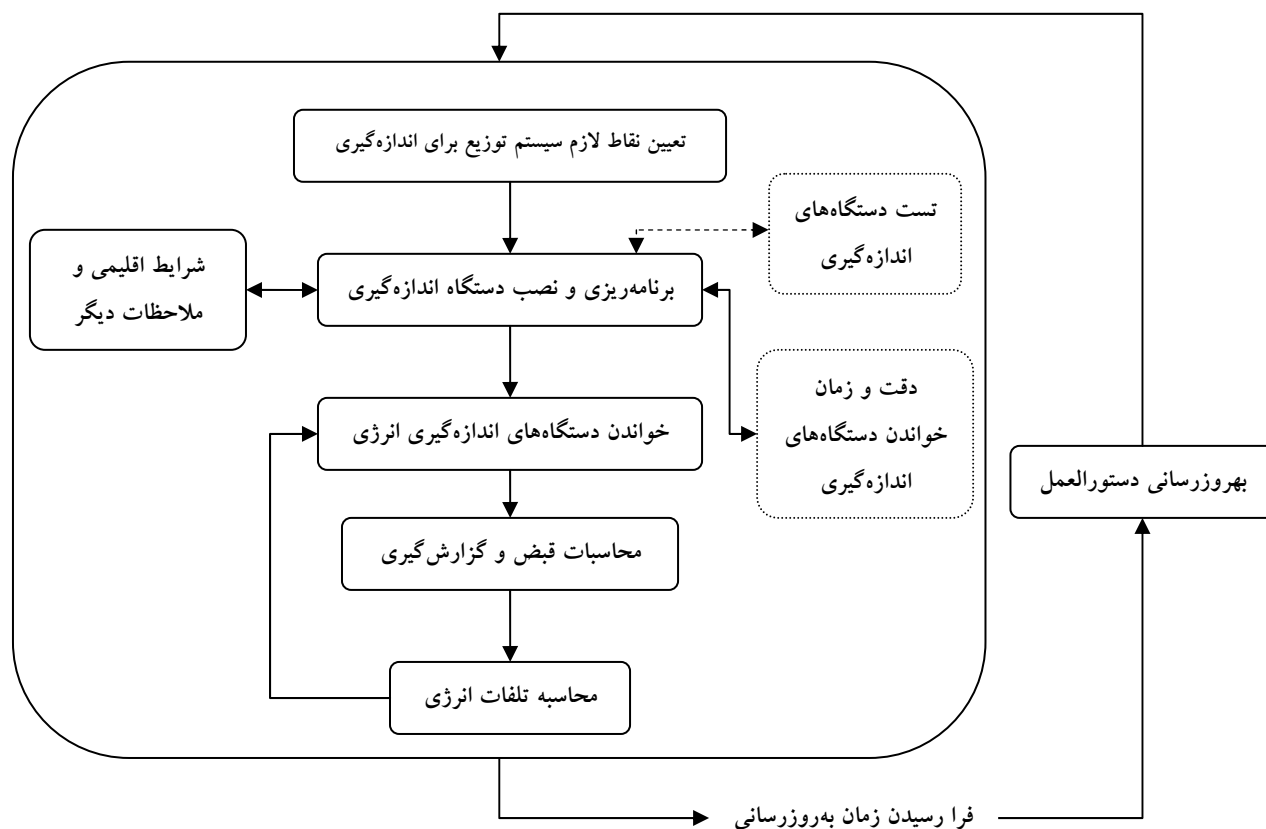 تعیین نقاط لازم سیستم توزیع برای اندازه‌گیری
تست دستگاه‌های
اندازه‌گیری
شرایط اقلیمی و
ملاحظات دیگر
برنامه‌ریزی و نصب دستگاه اندازه‌گیری
دقت و زمان
خواندن دستگاه‌های
اندازه‌گیری
خواندن دستگاه‌های اندازه‌گیری انرژی
بهروزرسانی دستورالعمل
محاسبات قبض و گزارش‌گیری
محاسبه تلفات انرژی
فرا رسیدن زمان به‌روزرسانی